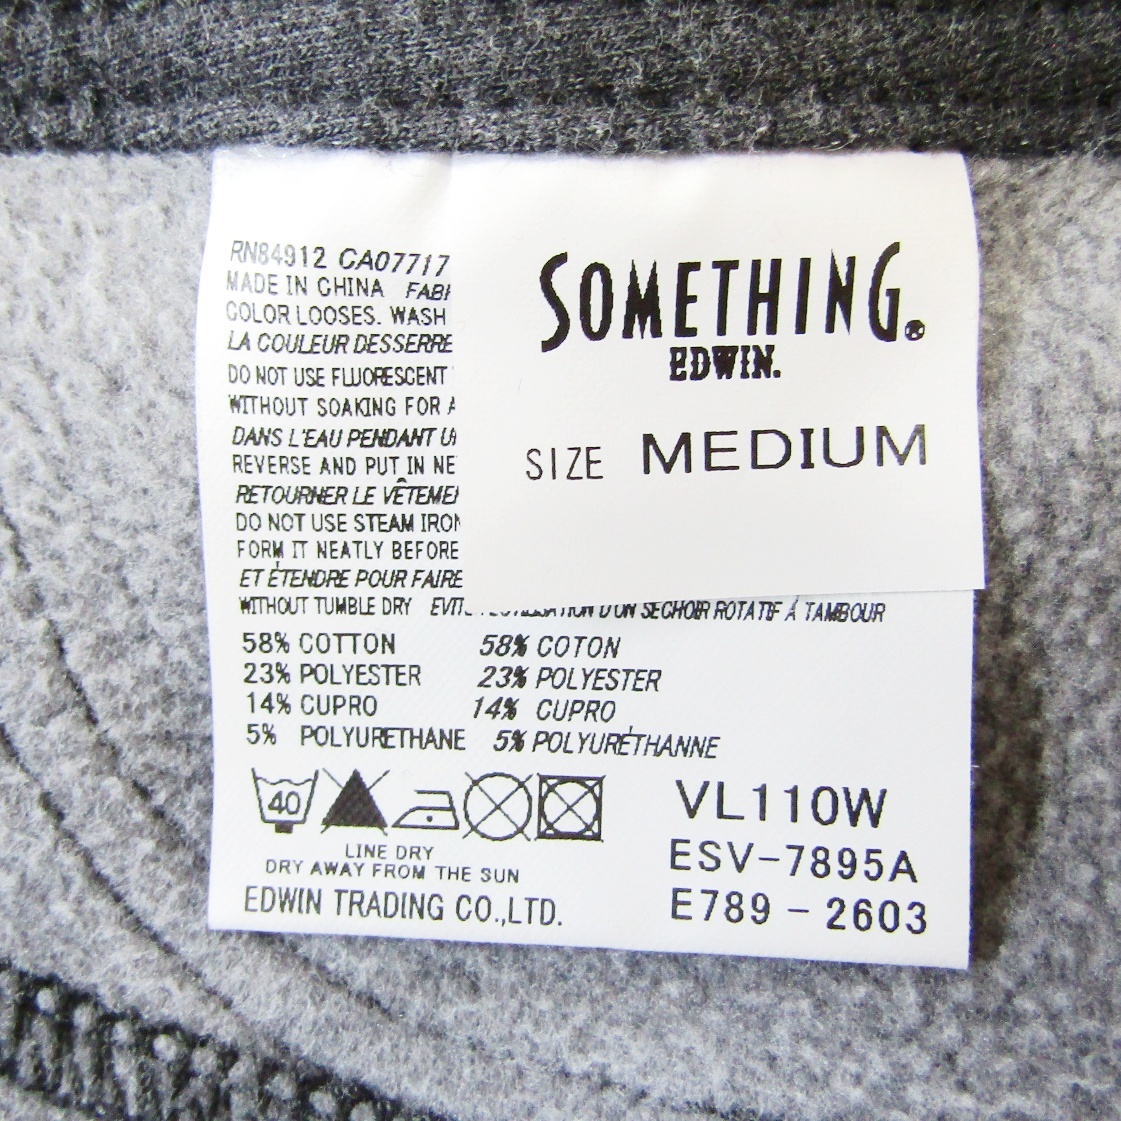 SOMETHING®
EDWIN.
SIZE MEDIUM
RN84912 CA07717
MADE IN CHINA
COLOR LOOSES. WASH
LA COULEUR DESSERRE
DO NOT USE FLUORESCENT
WITHOUT SOAKING FOR
DANS L'EAU PENDANT
REVERSE AND PUT IN
RETOURNER LE
DO NOT USE STEAM
FORM IT NEATLY BEFORE
ET ÉTENDRE POUR FAIRE
WITHOUT TUMBLE DRY D'UN SECHOIR ROTATIF À TAMBOUR
58% COTTON 58% COTON
23% POLYESTER 23% POLYESTER
14% CUPRO 14% CUPRO
5% POLYURETHANE 5% POLYURÉTHANNE
40
LINE DRY
DRY AWAY FROM THE SUN
EDWIN TRADING CO.,LTD.
VL110W
ESV-7895A
E789-2603